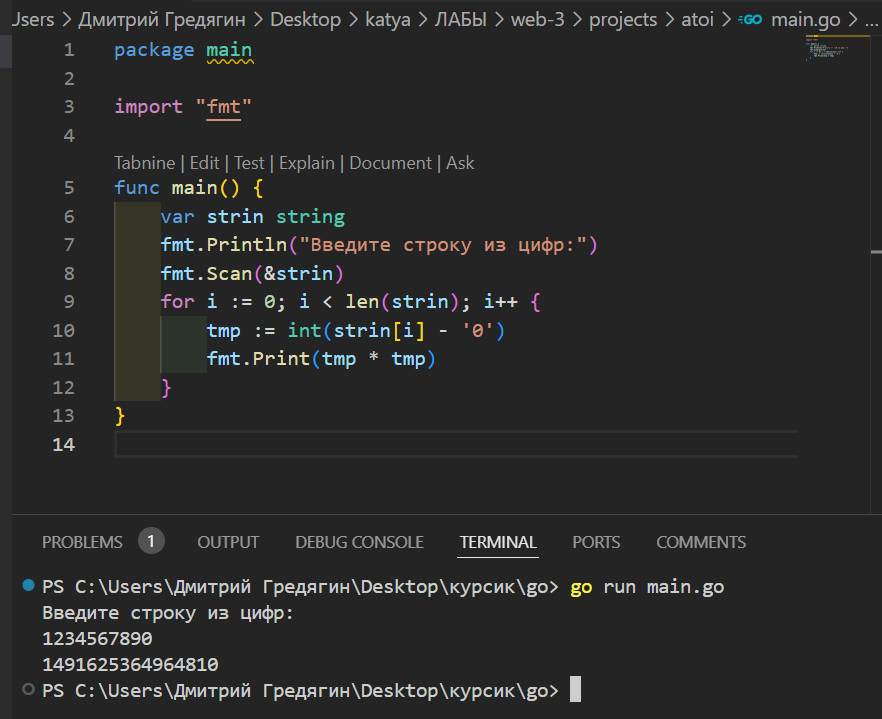 Users > Дмитрий Гредягин > Desktop > katya > ЛАБЫ > web-3 > projects > atoi > GO main.go > ...
1 package main
2
3 import "fmt"
4
Tabnine | Edit | Test | Explain | Document | Ask
5 func main() {
6 var strin string
7 fmt.Println("Введите строку из цифр:")
8 fmt.Scan(&strin)
9 for i := 0; i < len(strin); i++ {
10 tmp := int(strin[i] - '0')
11 fmt.Print(tmp * tmp)
12 }
13 }
14
PROBLEMS 1 OUTPUT DEBUG CONSOLE TERMINAL PORTS COMMENTS
PS C:\Users\Дмитрий Гредягин\Desktop\курсик\go> go run main.go
Введите строку из цифр:
1234567890
1491625364964810
PS C:\Users\Дмитрий Гредягин\Desktop\курсик\go>